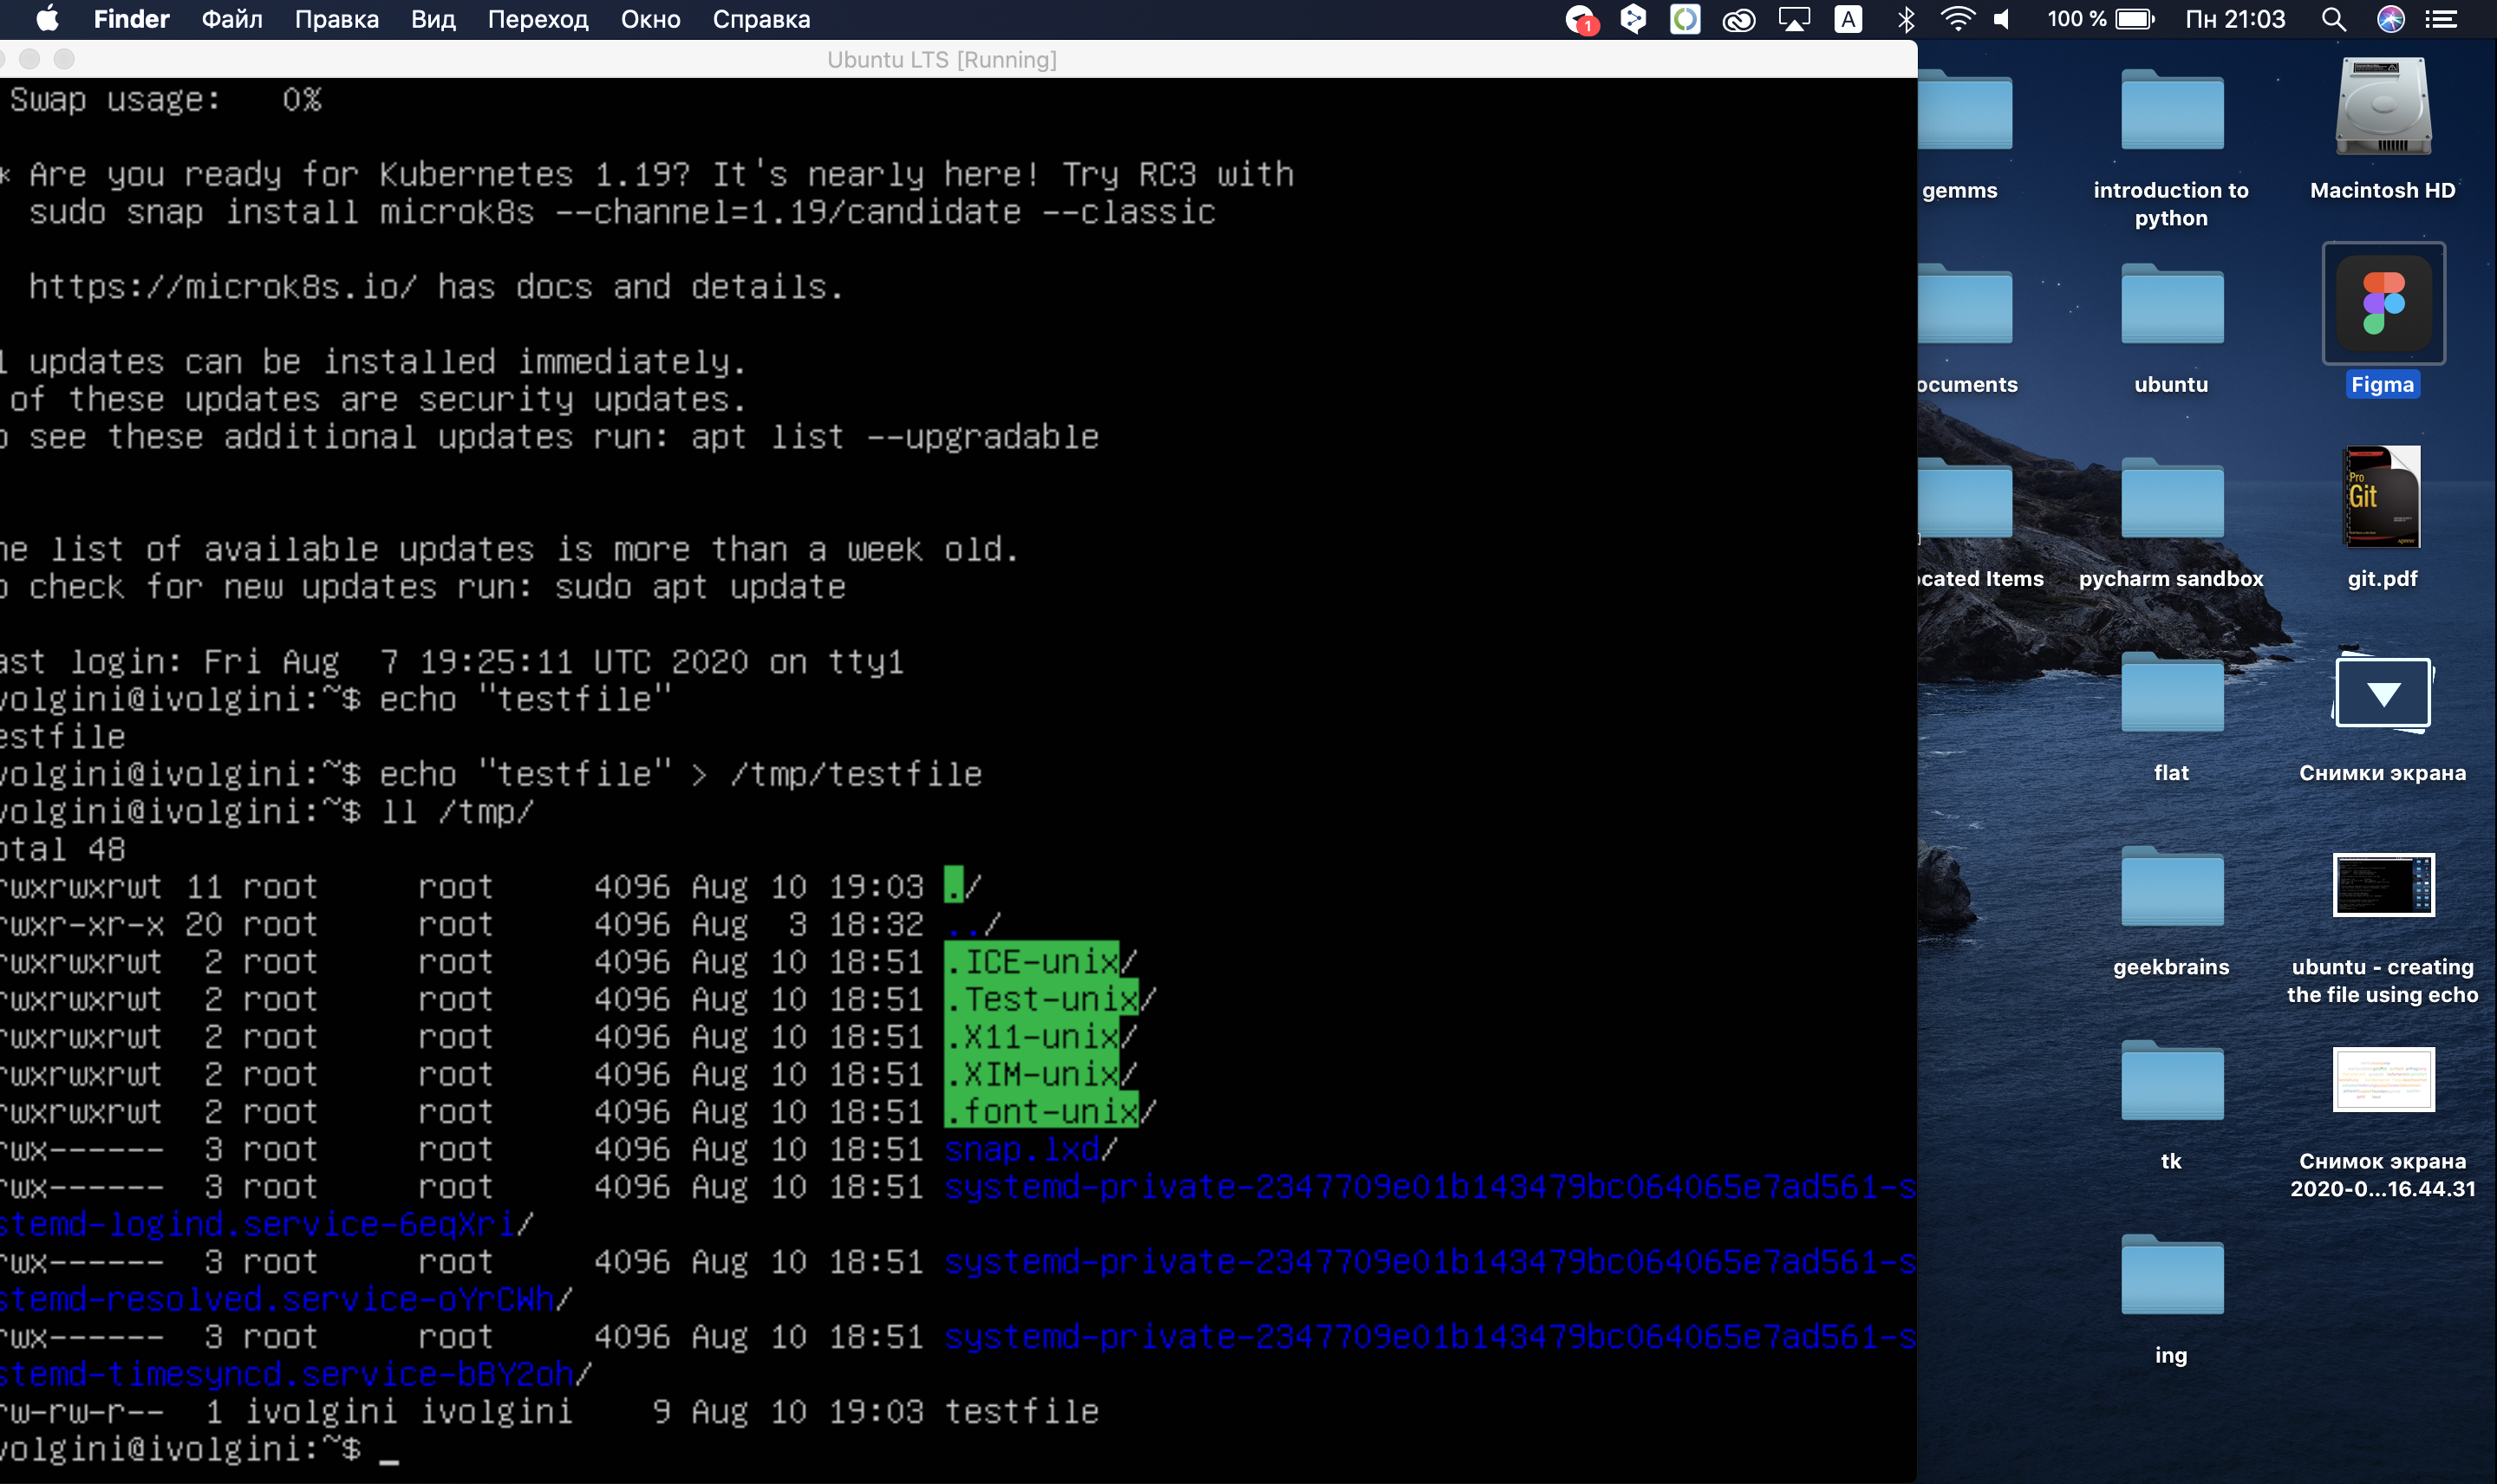 Finder Файл Правка Вид Переход Окно Справка 1 A 100 % Пн 21:03
Ubuntu LTS [Running]
Swap usage: 0%
* Are you ready for Kubernetes 1.19? It's nearly here! Try RC3 with
sudo snap install microk8s --channel=1.19/candidate --classic
https://microk8s.io/ has docs and details.
1 updates can be installed immediately.
of these updates are security updates.
o see these additional updates run: apt list --upgradable
he list of available updates is more than a week old.
o check for new updates run: sudo apt update
ast login: Fri Aug  7 19:25:11 UTC 2020 on tty1
volgini@ivolgini:~$ echo "testfile"
estfile
volgini@ivolgini:~$ echo "testfile" > /tmp/testfile
volgini@ivolgini:~$ ll /tmp/
otal 48
rwxrwxrwt 11 root root 4096 Aug 10 19:03 ./
rwxr-xr-x 20 root root 4096 Aug  3 18:32 ../
rwxrwxrwt 2 root root 4096 Aug 10 18:51 .ICE-unix/
rwxrwxrwt 2 root root 4096 Aug 10 18:51 .Test-unix/
rwxrwxrwt 2 root root 4096 Aug 10 18:51 .X11-unix/
rwxrwxrwt 2 root root 4096 Aug 10 18:51 .XIM-unix/
rwxrwxrwt 2 root root 4096 Aug 10 18:51 .font-unix/
rwx------ 3 root root 4096 Aug 10 18:51 snap.lxd/
rwx------ 3 root root 4096 Aug 10 18:51 systemd-private-2347709e01b143479bc064065e7ad561-s
stemd-logind.service-6eqXri/
rwx------ 3 root root 4096 Aug 10 18:51 systemd-private-2347709e01b143479bc064065e7ad561-s
stemd-resolved.service-oYrCWh/
rwx------ 3 root root 4096 Aug 10 18:51 systemd-private-2347709e01b143479bc064065e7ad561-s
stemd-timesyncd.service-bBY2oh/
rw-rw-r-- 1 ivolgini ivolgini 9 Aug 10 19:03 testfile
volgini@ivolgini:~$ _
gemms
ocuments
ocated Items
introduction to
python
ubuntu
pycharm sandbox
flat
geekbrains
tk
ing
Macintosh HD
Figma
Pro
Git
git.pdf
Снимки экрана
ubuntu - creating
the file using echo
Снимок экрана
2020-0...16.44.31